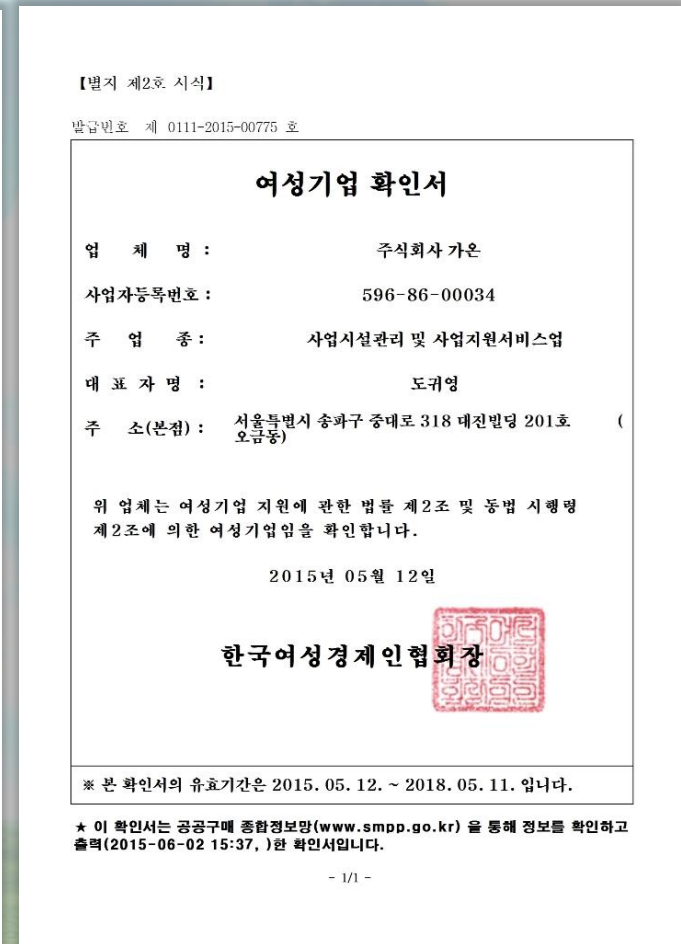 【별지 제2호 서식】
발급번호 제 0111-2015-00775 호
여성기업 확인서
업 체 명 : 주식회사 가온
사업자등록번호 : 596-86-00034
주 업 종 : 사업시설관리 및 사업지원서비스업
대 표 자 명 : 도귀영
주 소(본점) : 서울특별시 송파구 중대로 318 대진빌딩 201호 (
오금동)
위 업체는 여성기업 지원에 관한 법률 제2조 및 동법 시행령
제2조에 의한 여성기업임을 확인합니다.
2015년 05월 12일
한국여성경제인협회장
※ 본 확인서의 유효기간은 2015. 05. 12. ~ 2018. 05. 11. 입니다.
★ 이 확인서는 공공구매 종합정보망(www.smpp.go.kr) 을 통해 정보를 확인하고
출력(2015-06-02 15:37, )한 확인서입니다.
- 1/1 -